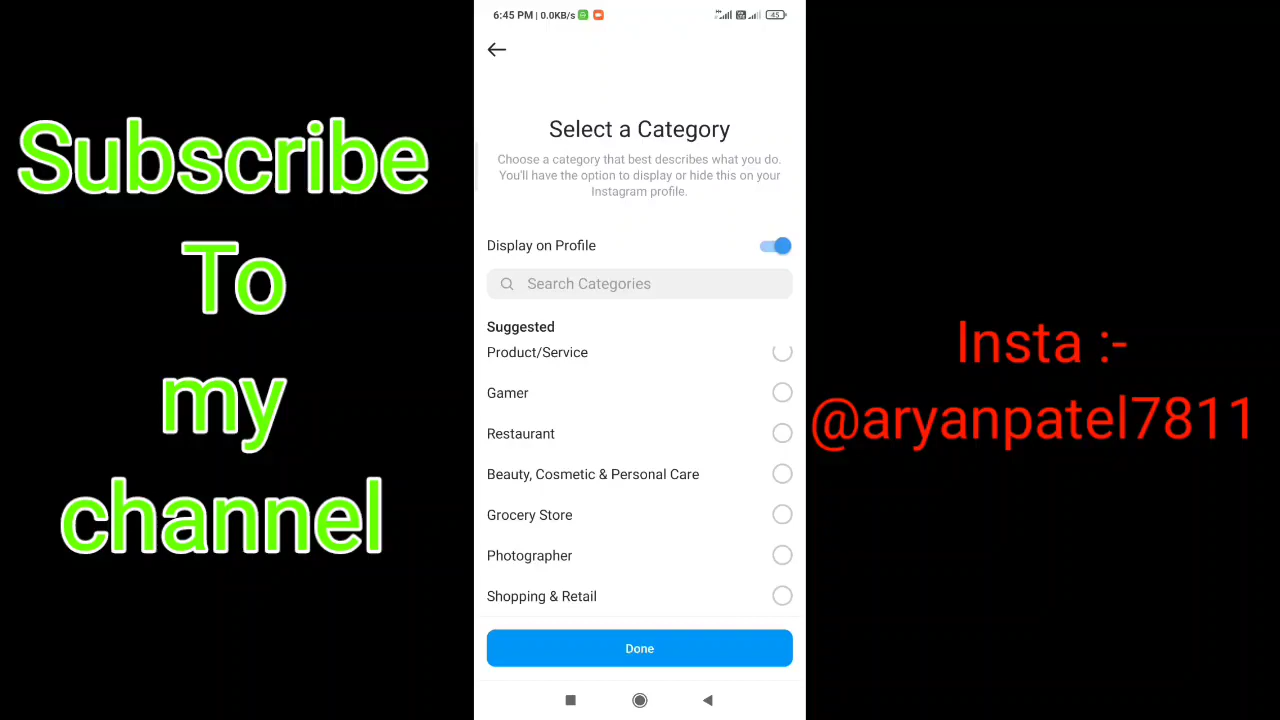 Subscribe
To
my
channel
6:45 PM | 0.0KB/s
45
Select a Category
Choose a category that best describes what you do.
You'll have the option to display or hide this on your
Instagram profile.
Display on Profile
Search Categories
Suggested
Product/Service
Gamer
Restaurant
Beauty, Cosmetic & Personal Care
Grocery Store
Photographer
Shopping & Retail
Done
Insta :-
@aryanpatel7811